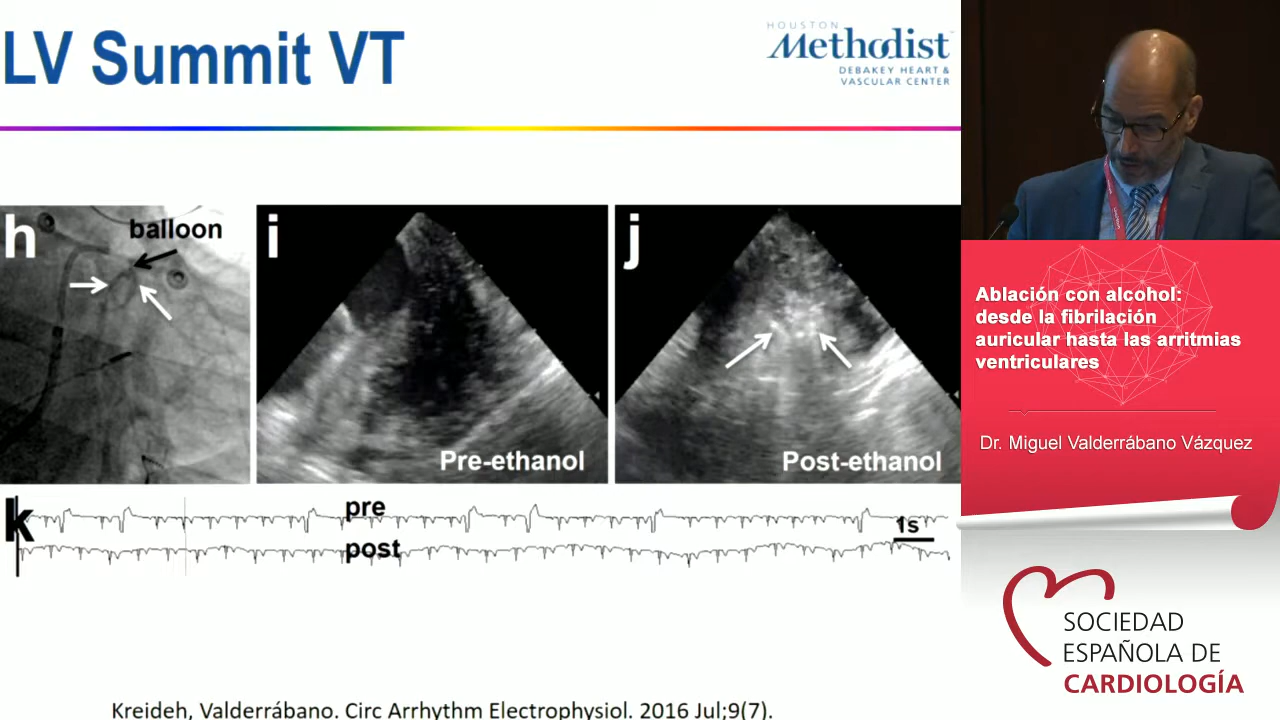 LV Summit VT
HOUSTON
Methodist
DEBAKEY HEART &
VASCULAR CENTER
h
balloon
i
Pre-ethanol
j
Post-ethanol
k
pre
post
1s
Kreideh, Valderrábano. Circ Arrhythm Electrophysiol. 2016 Jul;9(7).
Ablación con alcohol:
desde la fibrilación
auricular hasta las arritmias
ventriculares
Dr. Miguel Valderrábano Vázquez
SOCIEDAD
ESPAÑOLA DE
CARDIOLOGÍA